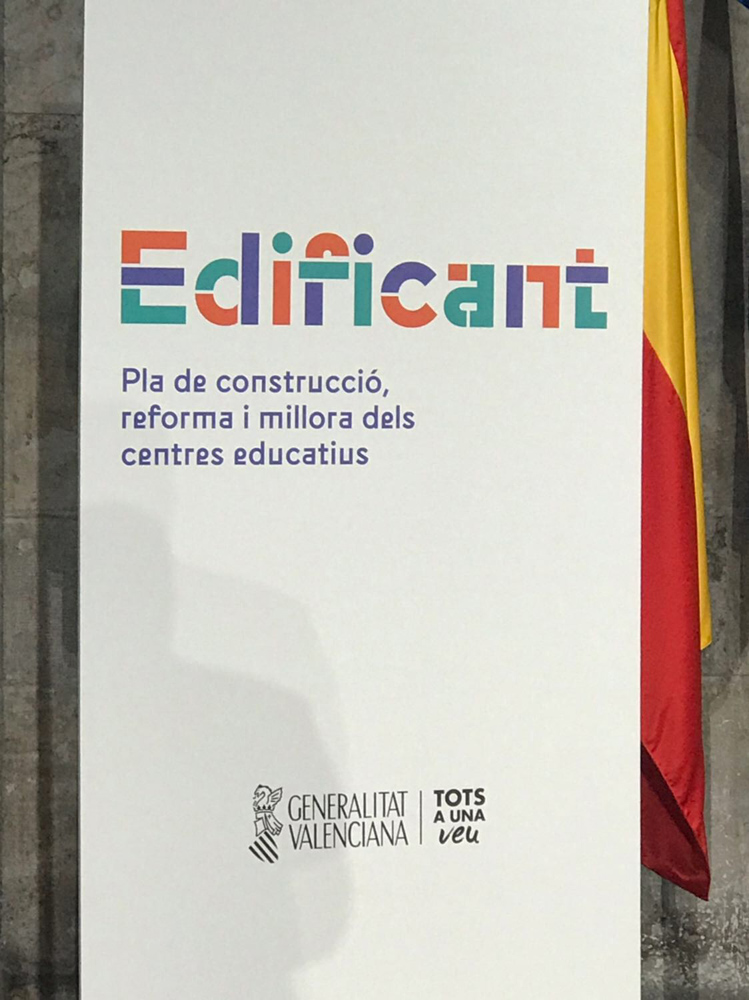 Edificant
Pla de construcció,
reforma i millora dels
centres educatius
GENERALITAT
VALENCIANA
TOTS
A UNA
veu